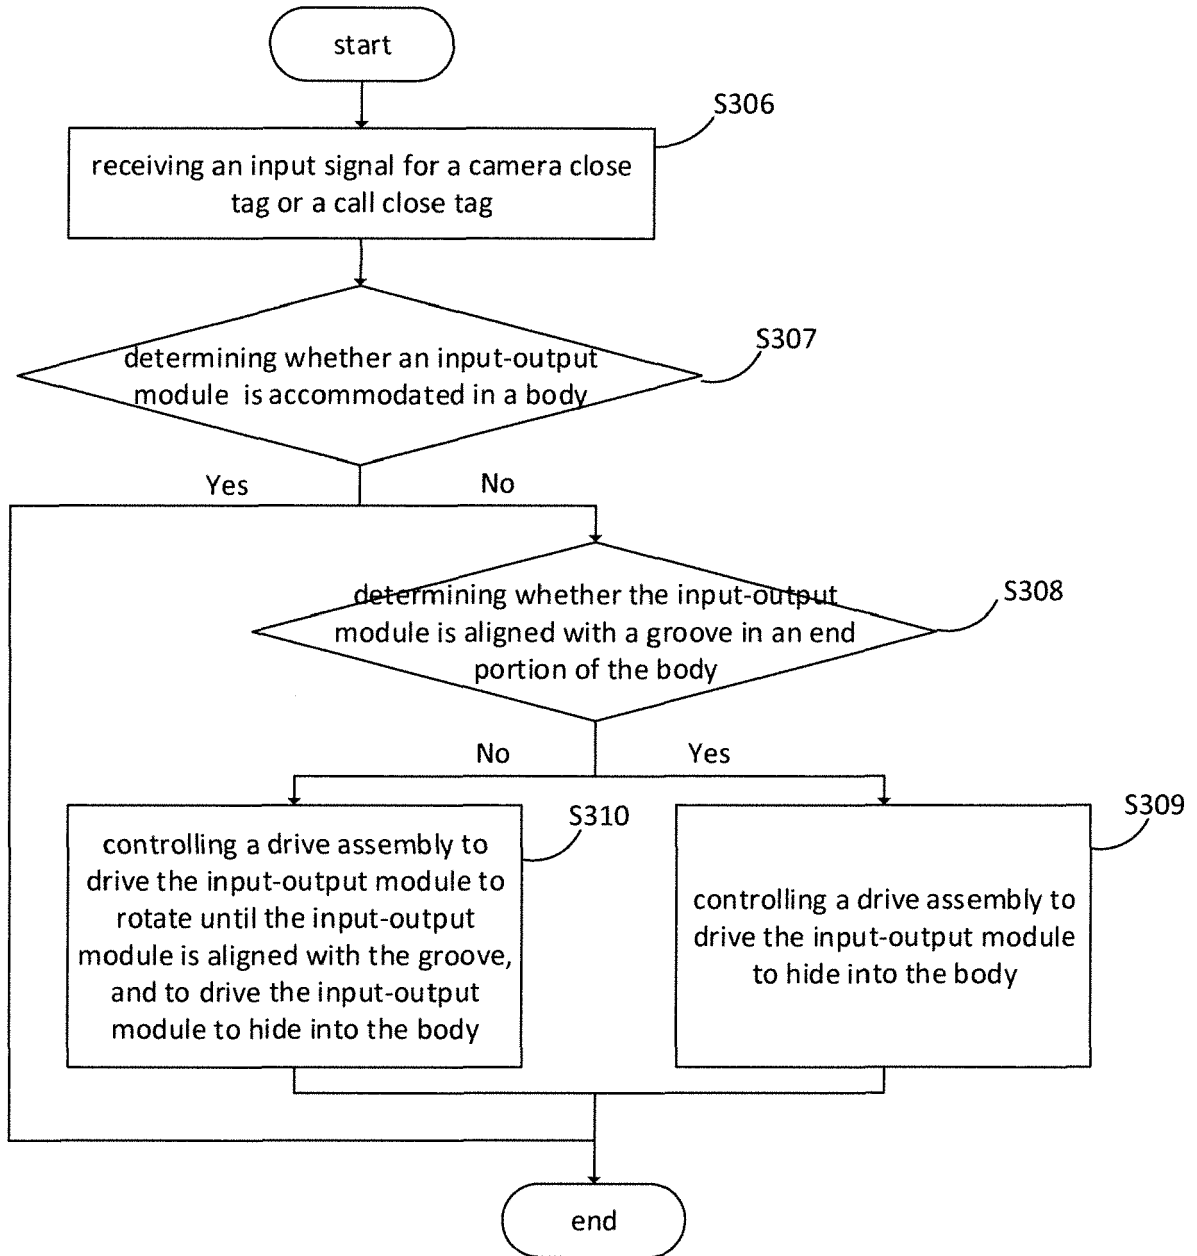 start
S306
receiving an input signal for a camera close
tag or a call close tag
S307
determining whether an input-output
module is accommodated in a body
Yes
No
S308
determining whether the input-output
module is aligned with a groove in an end
portion of the body
No
Yes
S310
controlling a drive assembly to
drive the input-output module to
rotate until the input-output
module is aligned with the groove,
and to drive the input-output
module to hide into the body
S309
controlling a drive assembly to
drive the input-output module
to hide into the body
end